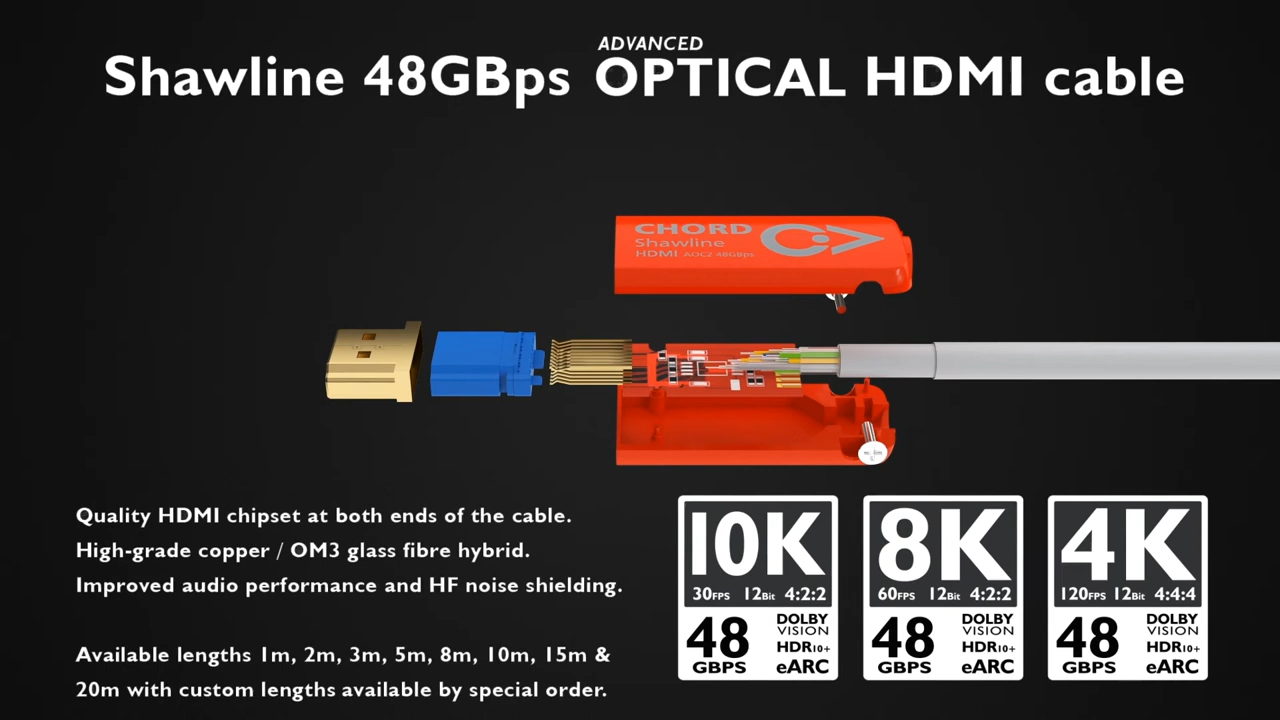 ADVANCED
Shawline 48GBps OPTICAL HDMI cable
CHORD
Shawline
HDMI AOC2 48GBps
Quality HDMI chipset at both ends of the cable.
High-grade copper / OM3 glass fibre hybrid.
Improved audio performance and HF noise shielding.
Available lengths 1m, 2m, 3m, 5m, 8m, 10m, 15m &
20m with custom lengths available by special order.
10K
30FPS 12Bit 4:2:2
48
GBPS
DOLBY
VISION
HDR10+
eARC
8K
60FPS 12Bit 4:2:2
48
GBPS
DOLBY
VISION
HDR10+
eARC
4K
120FPS 12Bit 4:4:4
48
GBPS
DOLBY
VISION
HDR10+
eARC